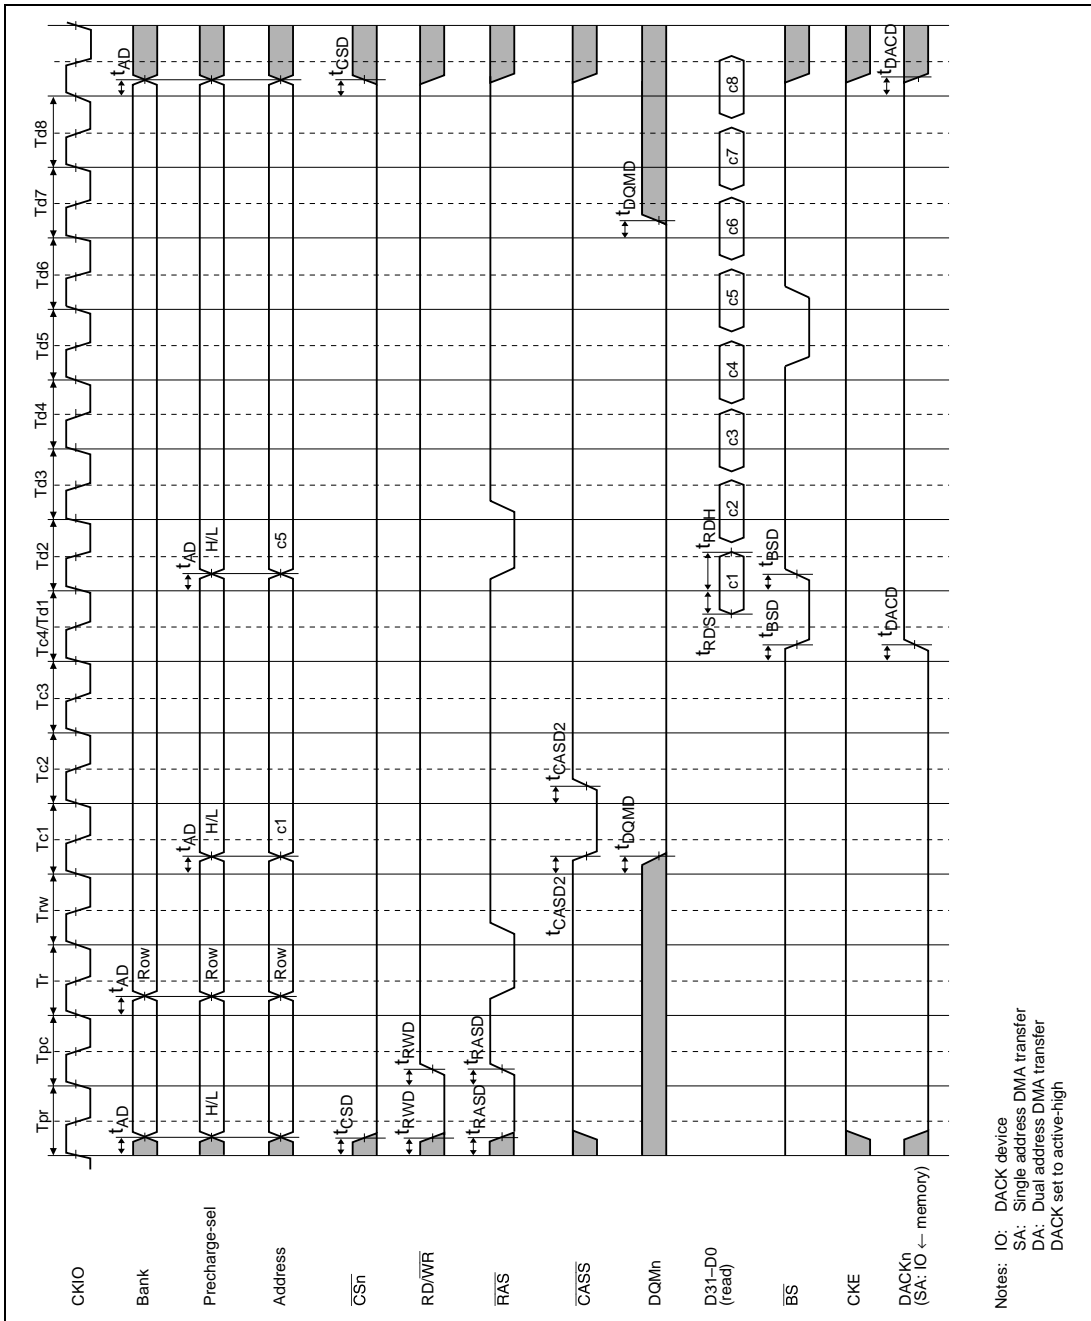 Tpr Tpc Tr Trw Tc1 Tc2 Tc3 Tc4/Td1 Td2 Td3 Td4 Td5 Td6 Td7 Td8
CKIO
tAD tAD tAD
Bank Row
tAD tAD
Precharge-sel H/L Row H/L H/L
Address Row c1 c5
tCSD tCSD
CSn
tRWD tRWD
RD/WR
tRASD tRASD
RAS
tCASD2 tCASD2
CASS
tDQMD tDQMD
DQMn
tRDS tRDH
D31–D0 c1 c2 c3 c4 c5 c6 c7 c8
(read)
tBSD tBSD
BS
CKE
tDACD tDACD
DACKn
(SA: IO ← memory)
Notes: IO: DACK device
SA: Single address DMA transfer
DA: Dual address DMA transfer
DACK set to active-high